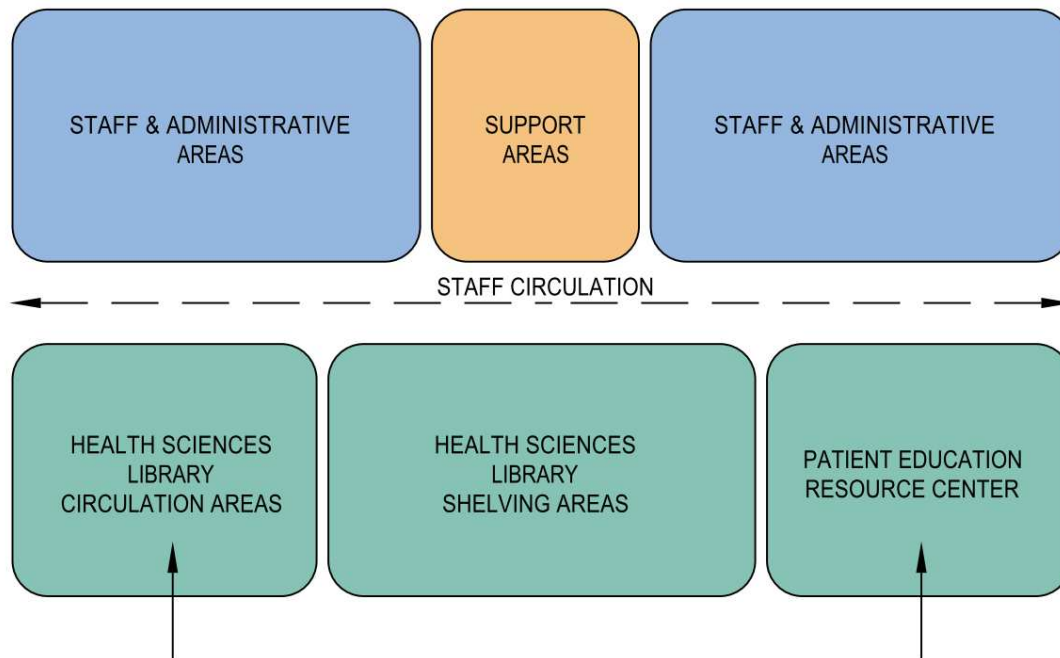 STAFF & ADMINISTRATIVE
AREAS
SUPPORT
AREAS
STAFF & ADMINISTRATIVE
AREAS
STAFF CIRCULATION
HEALTH SCIENCES
LIBRARY
CIRCULATION AREAS
HEALTH SCIENCES
LIBRARY
SHELVING AREAS
PATIENT EDUCATION
RESOURCE CENTER